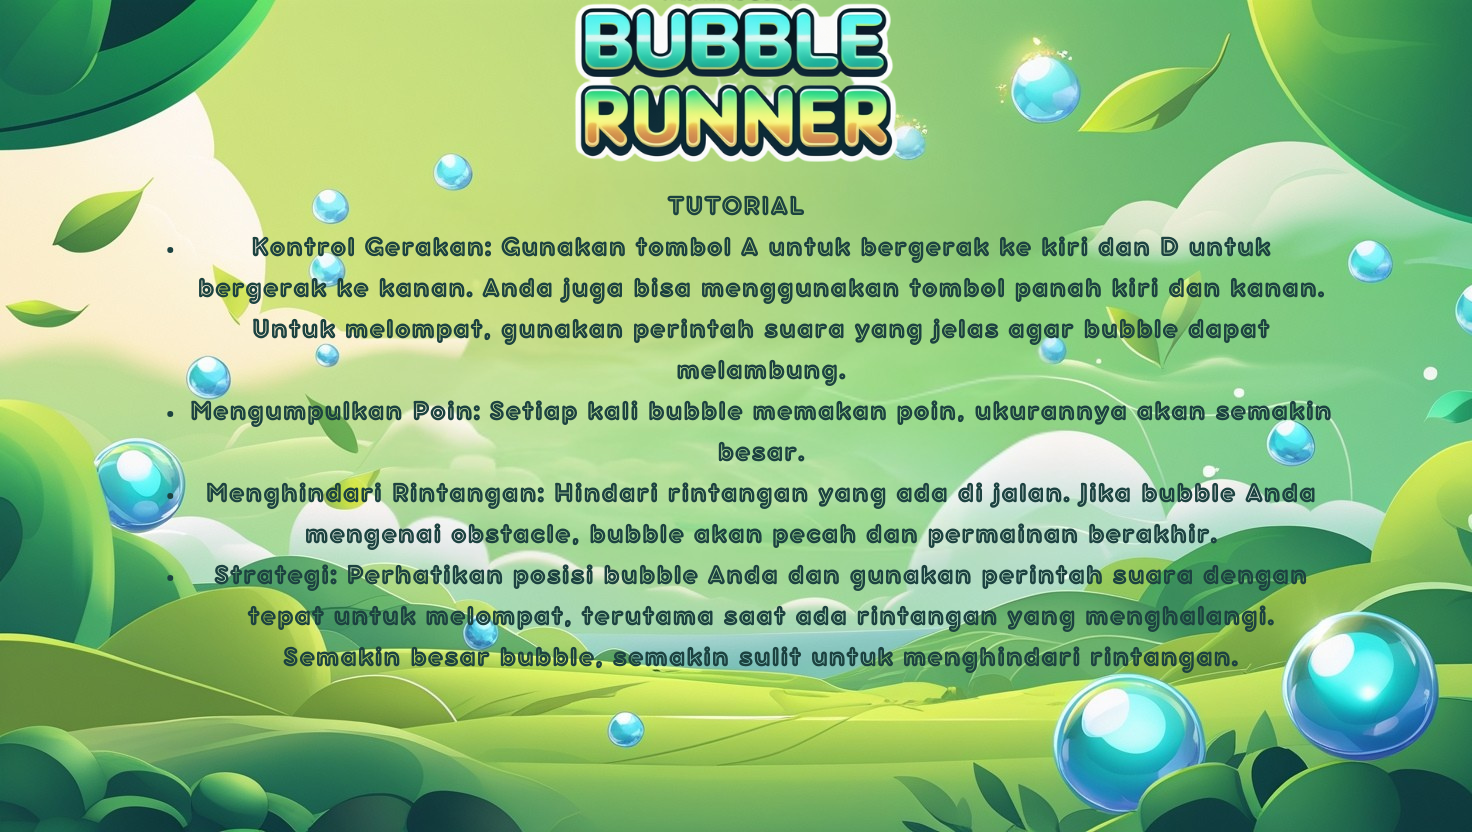 BUBBLE
RUNNER
TUTORIAL
• Kontrol Gerakan: Gunakan tombol A untuk bergerak ke kiri dan D untuk
bergerak ke kanan. Anda juga bisa menggunakan tombol panah kiri dan kanan.
Untuk melompat, gunakan perintah suara yang jelas agar bubble dapat
melambung.
• Mengumpulkan Poin: Setiap kali bubble memakan poin, ukurannya akan semakin
besar.
• Menghindari Rintangan: Hindari rintangan yang ada di jalan. Jika bubble Anda
mengenai obstacle, bubble akan pecah dan permainan berakhir.
• Strategi: Perhatikan posisi bubble Anda dan gunakan perintah suara dengan
tepat untuk melompat, terutama saat ada rintangan yang menghalangi.
Semakin besar bubble, semakin sulit untuk menghindari rintangan.